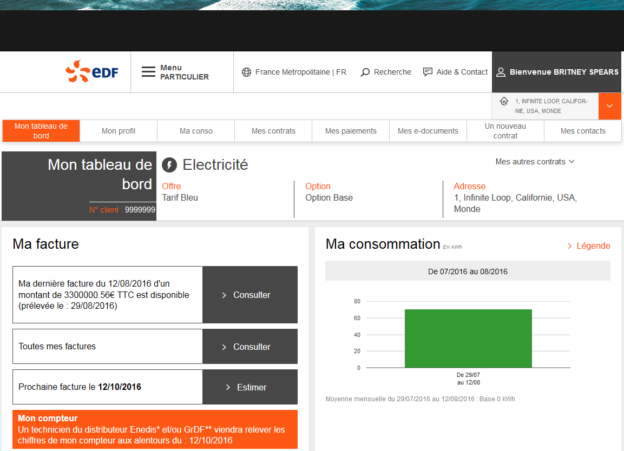 eDF
Menu
PARTICULIER
France Metropolitaine | FR
Recherche
Aide & Contact
Bienvenue BRITNEY SPEARS
1, INFINITE LOOP, CALIFOR-
NIE, USA, MONDE
Mon tableau de
bord
Mon profil
Ma conso
Mes contrats
Mes paiements
Mes e-documents
Un nouveau
contrat
Mes contacts
Mon tableau de
bord
N° client : 9999999
Electricité
Mes autres contrats
Offre
Tarif Bleu
Option
Option Base
Adresse
1, Infinite Loop, Californie, USA,
Monde
Ma facture
Ma dernière facture du 12/08/2016 d'un
montant de 3300000.56€ TTC est disponible
(prélevée le : 29/08/2016)
> Consulter
Toutes mes factures
> Consulter
Prochaine facture le 12/10/2016
> Estimer
Mon compteur
Un technicien du distributeur Enedis* et/ou GrDF** viendra relever les
chiffres de mon compteur aux alentours du : 12/10/2016
Ma consommation En kWh
> Légende
De 07/2016 au 08/2016
80
60
40
20
0
De 29/07
au 12/08
Moyenne mensuelle du 29/07/2016 au 12/08/2016 : Base 0 kWh